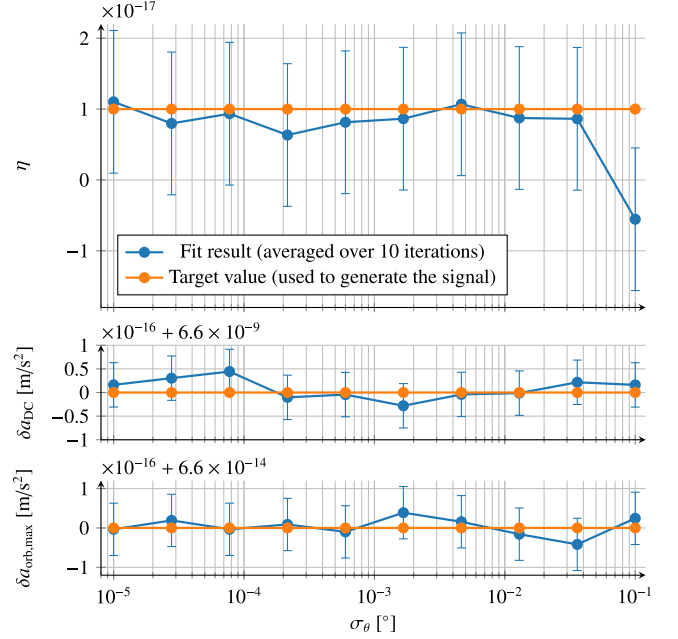 ×10⁻¹⁷
2
1
0
−1
η
Fit result (averaged over 10 iterations)
Target value (used to generate the signal)
×10⁻¹⁶ + 6.6 × 10⁻⁹
1
0.5
0
−0.5
−1
δa_DC [m/s²]
×10⁻¹⁶ + 6.6 × 10⁻¹⁴
1
0
−1
δa_orb,max [m/s²]
10⁻⁵ 10⁻⁴ 10⁻³ 10⁻² 10⁻¹
σ_θ [°]